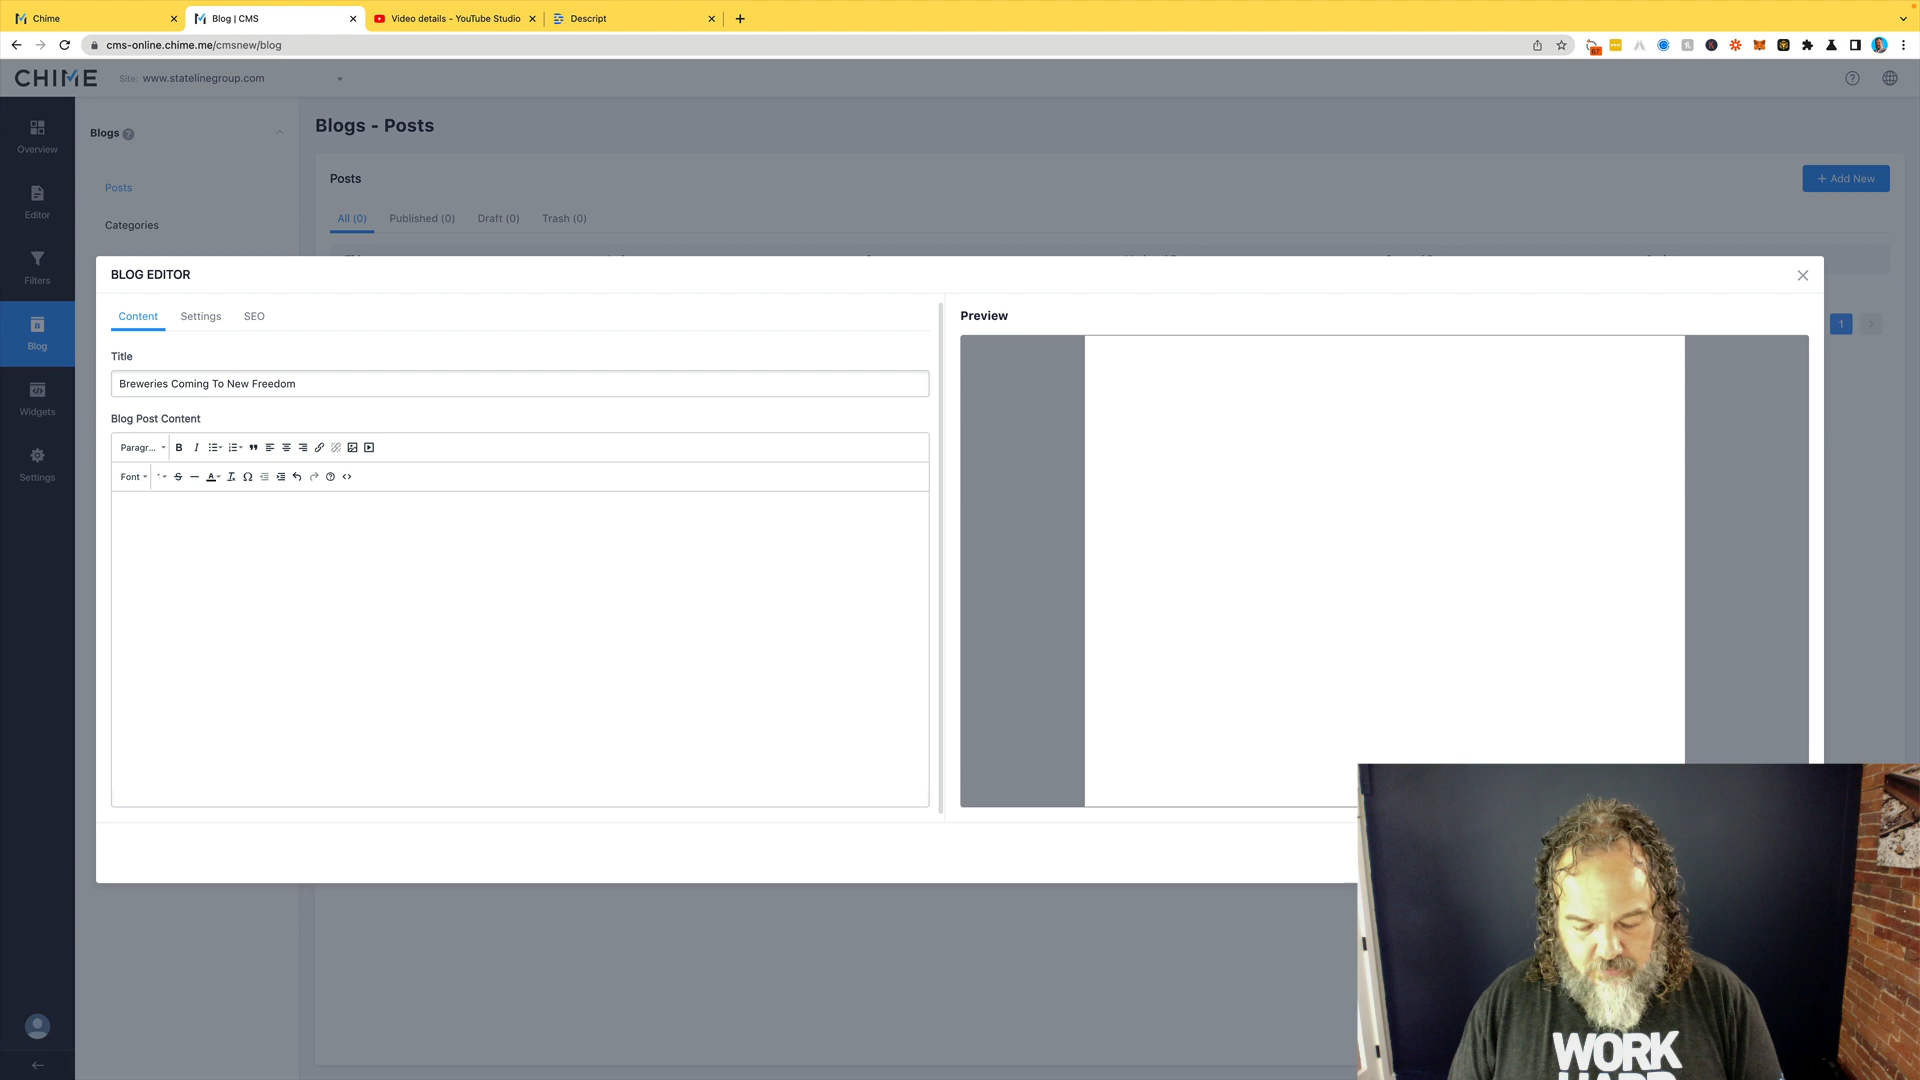 Chime
Blog | CMS
Video details - YouTube Studio
Descript
cms-online.chime.me/cmsnew/blog
67
CHIME
Site: www.statelinegroup.com
Overview
Editor
Filters
Blog
Widgets
Settings
Blogs
Posts
Categories
Blogs - Posts
Posts
+ Add New
All (0)
Published (0)
Draft (0)
Trash (0)
1
BLOG EDITOR
Content
Settings
SEO
Title
Breweries Coming To New Freedom
Blog Post Content
Paragr...
Font
Preview
WORK